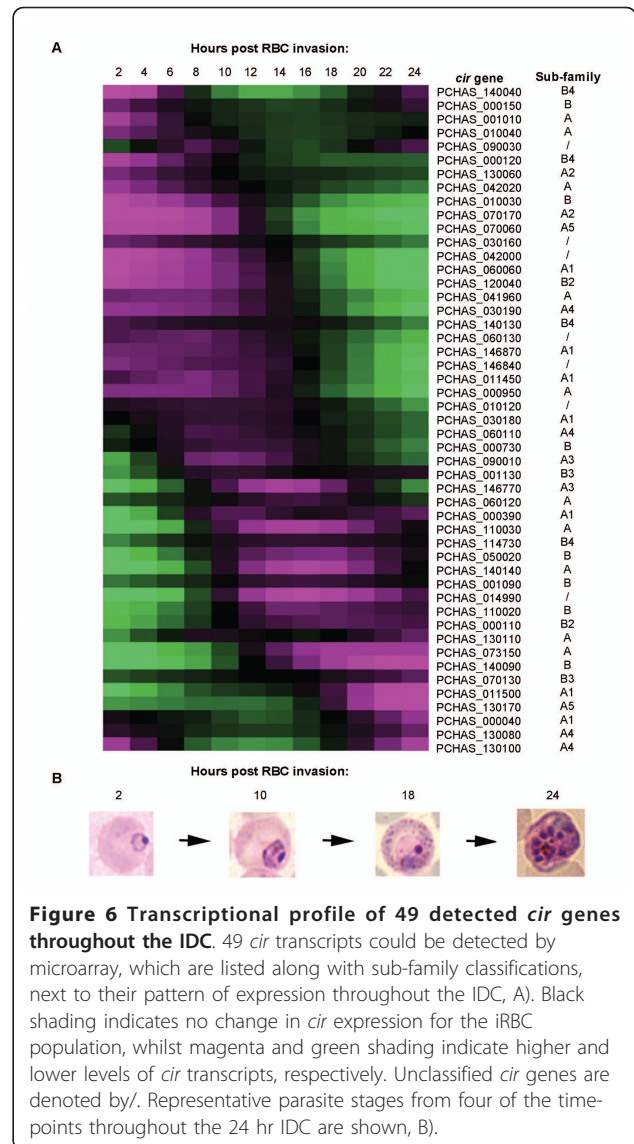 A
Hours post RBC invasion:
2 4 6 8 10 12 14 16 18 20 22 24
cir gene Sub-family
PCHAS_140040 B4
PCHAS_000150 B
PCHAS_001010 A
PCHAS_010040 A
PCHAS_090030 /
PCHAS_000120 B4
PCHAS_130060 A2
PCHAS_042020 A
PCHAS_010030 B
PCHAS_070170 A2
PCHAS_070060 A5
PCHAS_030160 /
PCHAS_042000 /
PCHAS_060060 A1
PCHAS_120040 B2
PCHAS_041960 A
PCHAS_030190 A4
PCHAS_140130 B4
PCHAS_060130 /
PCHAS_146870 A1
PCHAS_146840 /
PCHAS_011450 A1
PCHAS_000950 A
PCHAS_010120 /
PCHAS_030180 A1
PCHAS_060110 A4
PCHAS_000730 B
PCHAS_090010 A3
PCHAS_001130 B3
PCHAS_146770 A3
PCHAS_060120 A
PCHAS_000390 A1
PCHAS_110030 A
PCHAS_114730 B4
PCHAS_050020 B
PCHAS_140140 A
PCHAS_001090 B
PCHAS_014990 /
PCHAS_110020 B
PCHAS_000110 B2
PCHAS_130110 A
PCHAS_073150 A
PCHAS_140090 B
PCHAS_070130 B3
PCHAS_011500 A1
PCHAS_130170 A5
PCHAS_000040 A1
PCHAS_130080 A4
PCHAS_130100 A4
B
Hours post RBC invasion:
2 10 18 24
Figure 6 Transcriptional profile of 49 detected cir genes
throughout the IDC. 49 cir transcripts could be detected by
microarray, which are listed along with sub-family classifications,
next to their pattern of expression throughout the IDC, A). Black
shading indicates no change in cir expression for the iRBC
population, whilst magenta and green shading indicate higher and
lower levels of cir transcripts, respectively. Unclassified cir genes are
denoted by/. Representative parasite stages from four of the time-
points throughout the 24 hr IDC are shown, B).